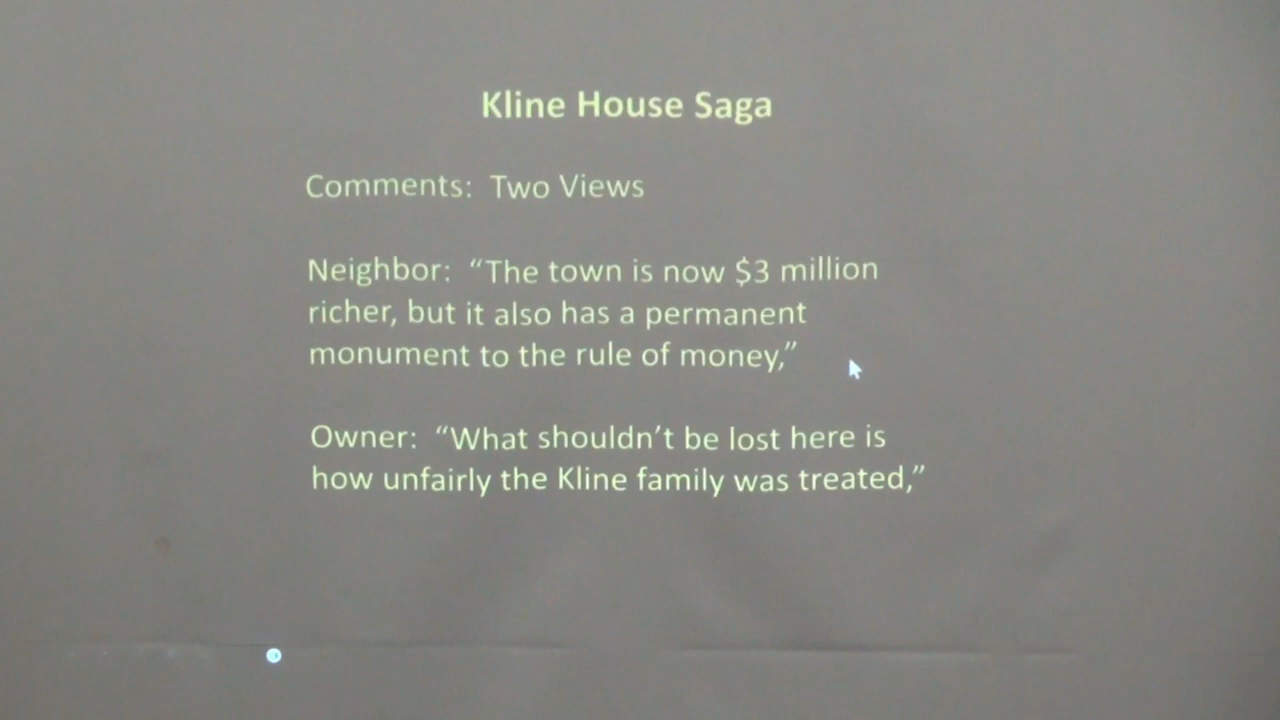 Kline House Saga
Comments: Two Views
Neighbor: “The town is now $3 million
richer, but it also has a permanent
monument to the rule of money,”
Owner: “What shouldn’t be lost here is
how unfairly the Kline family was treated,”